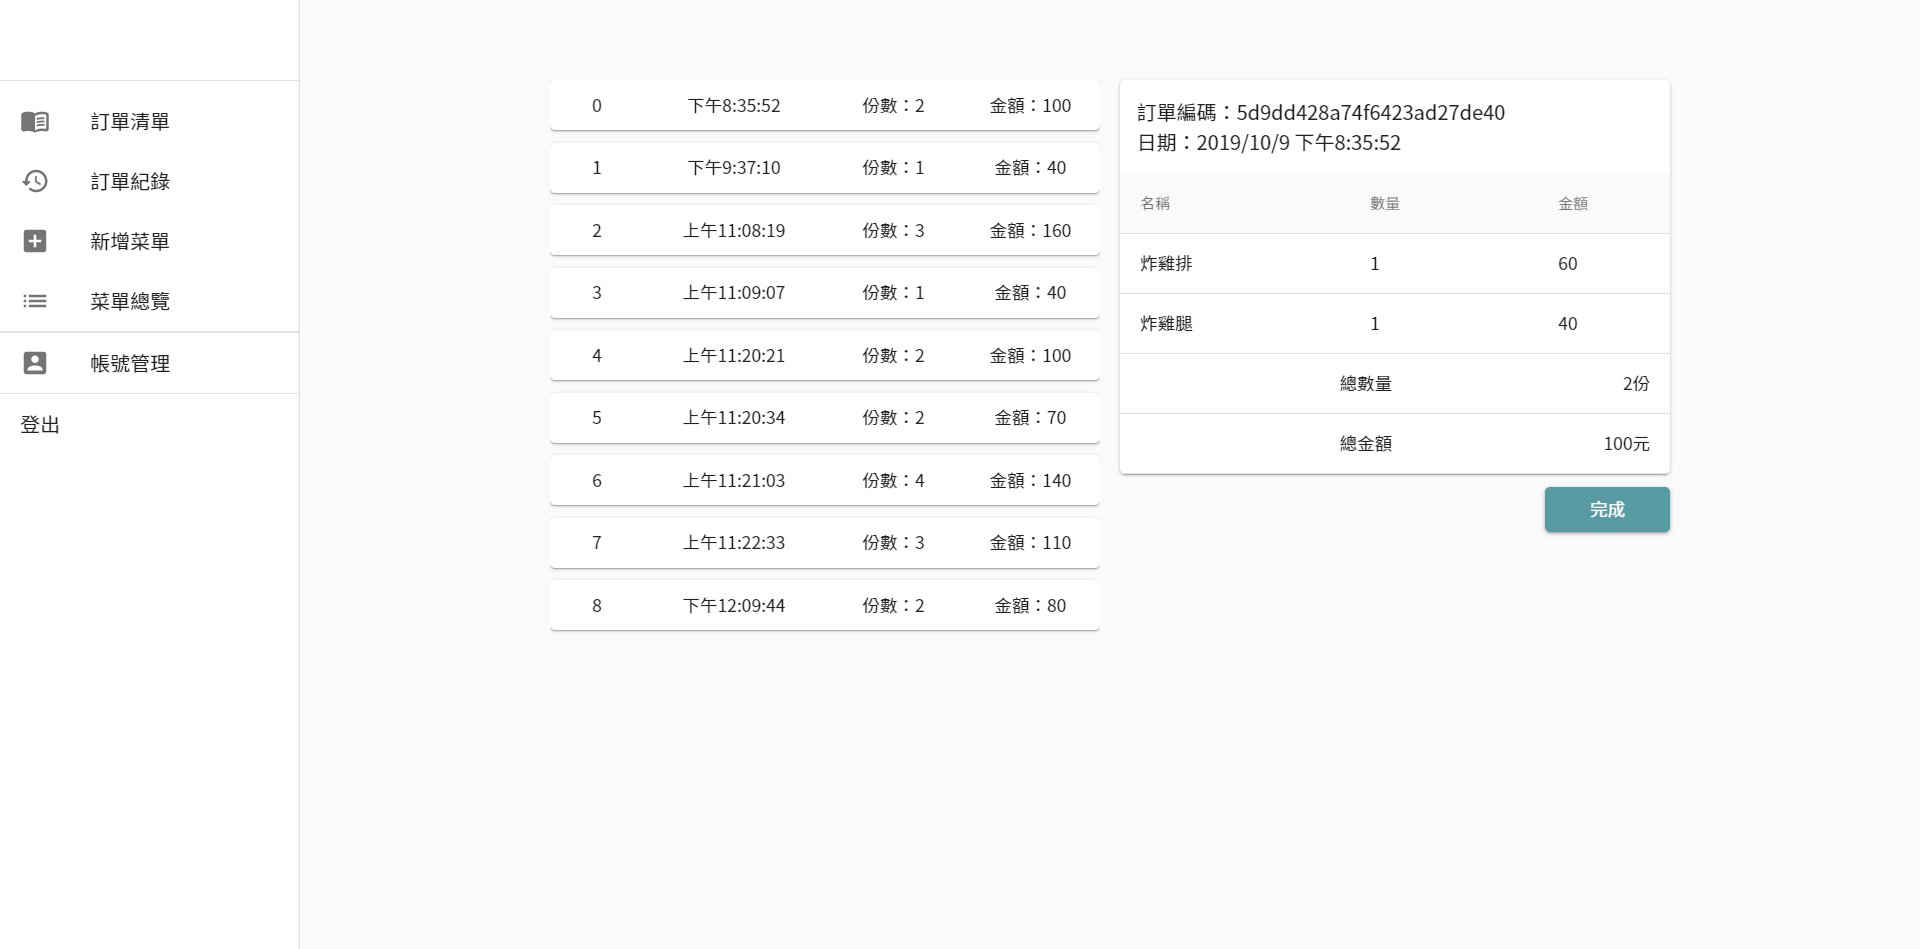 訂單清單
訂單紀錄
新增菜單
菜單總覽
帳號管理
登出
0 下午8:35:52 份數：2 金額：100
1 下午9:37:10 份數：1 金額：40
2 上午11:08:19 份數：3 金額：160
3 上午11:09:07 份數：1 金額：40
4 上午11:20:21 份數：2 金額：100
5 上午11:20:34 份數：2 金額：70
6 上午11:21:03 份數：4 金額：140
7 上午11:22:33 份數：3 金額：110
8 下午12:09:44 份數：2 金額：80
訂單編碼：5d9dd428a74f6423ad27de40
日期：2019/10/9 下午8:35:52
名稱 數量 金額
炸雞排 1 60
炸雞腿 1 40
總數量 2份
總金額 100元
完成